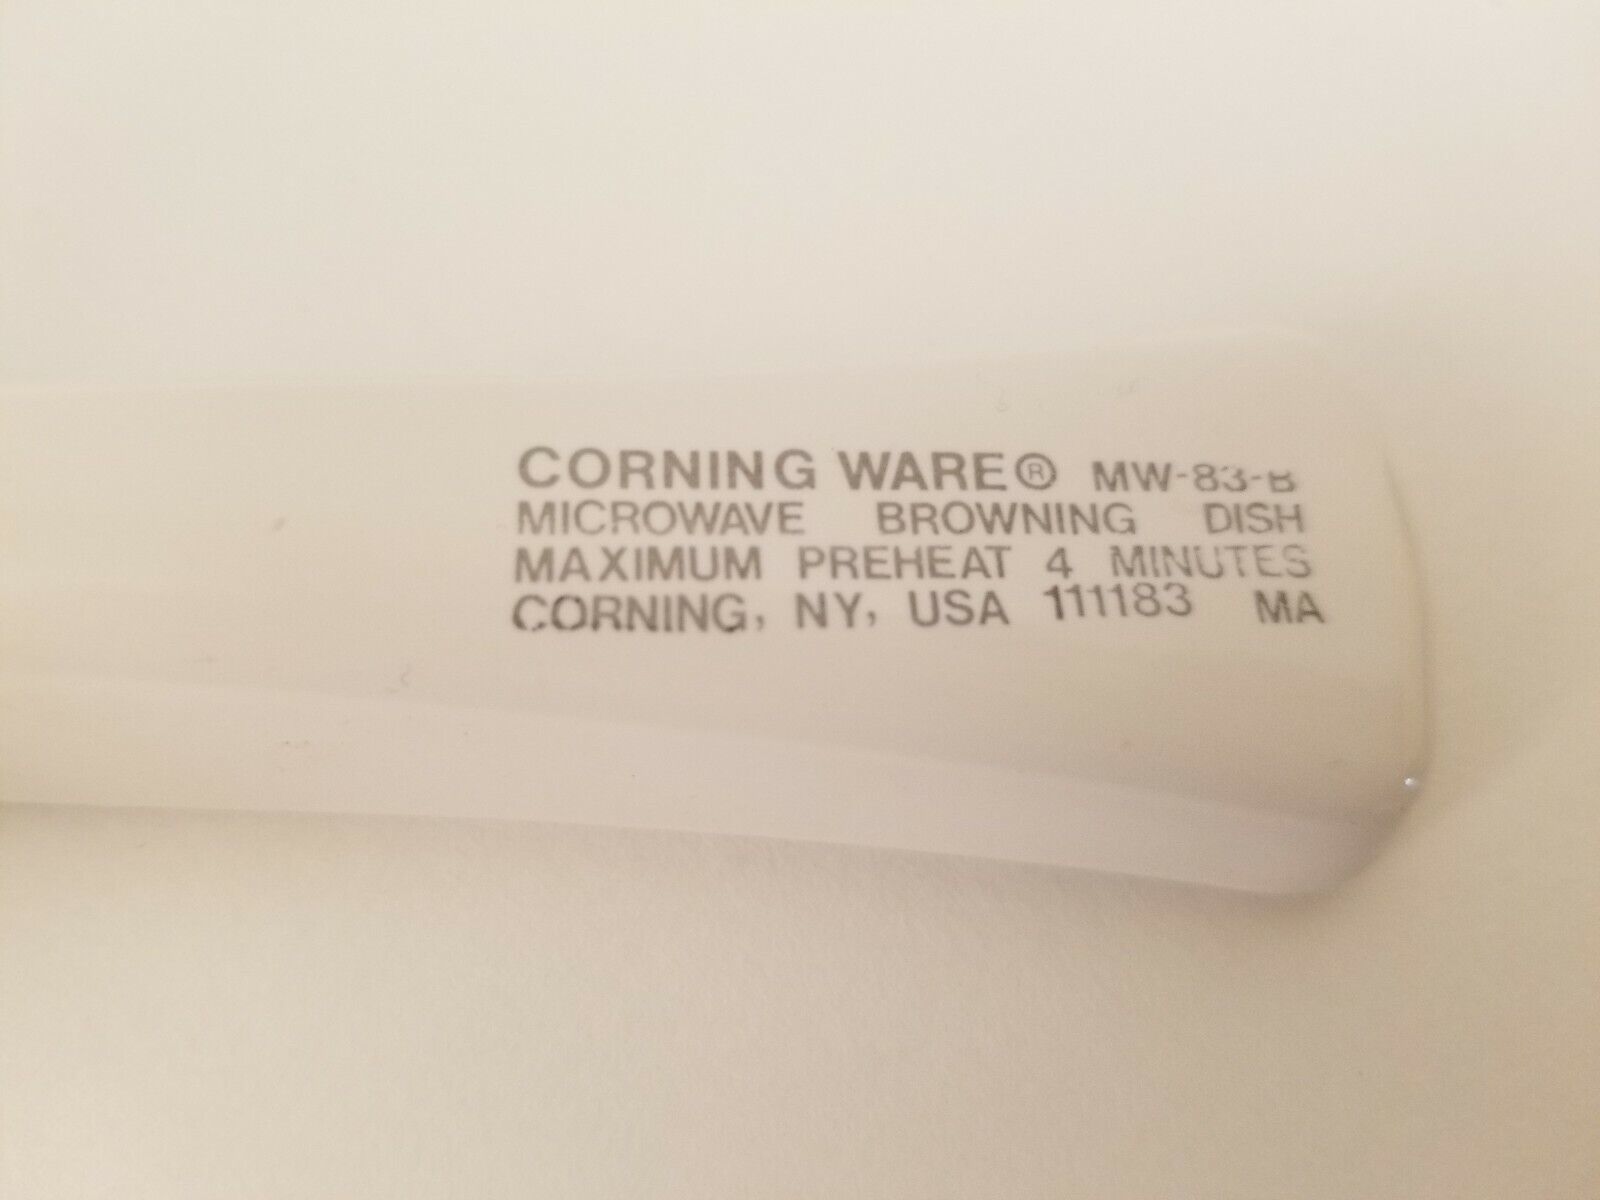 CORNING WARE® MW-83-B
MICROWAVE BROWNING DISH
MAXIMUM PREHEAT 4 MINUTES
CORNING, NY, USA 111183 MA